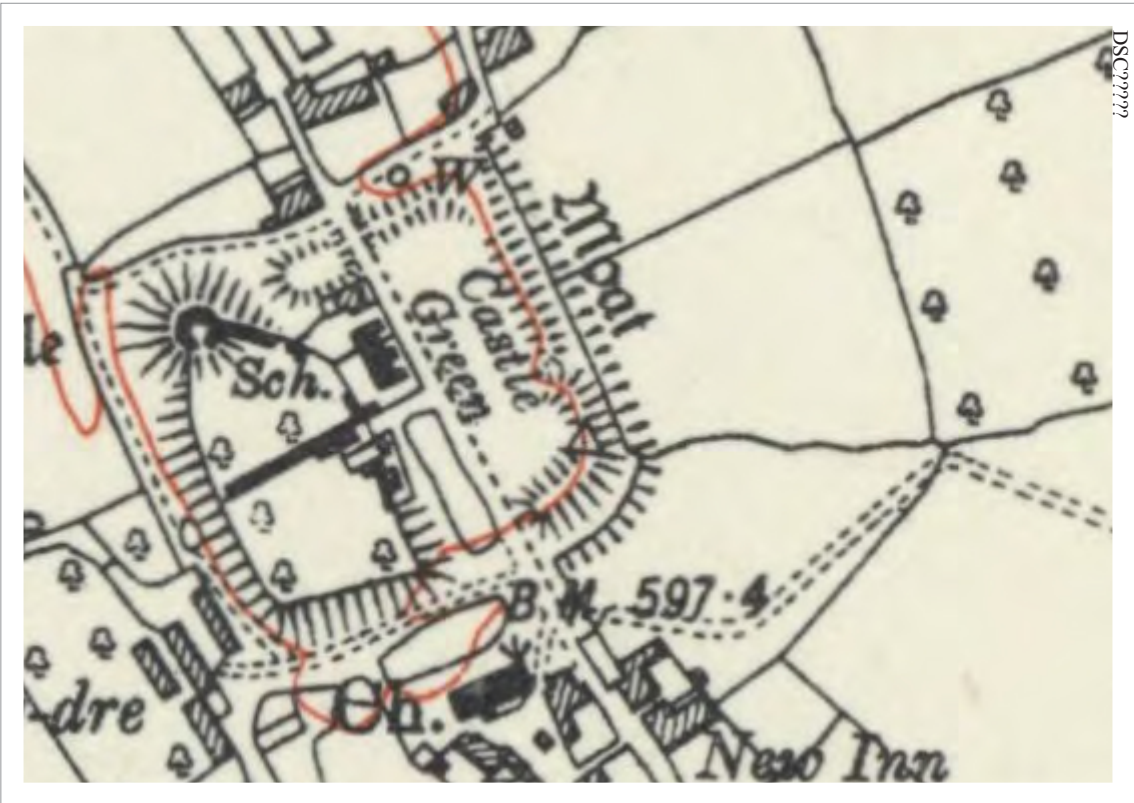 DSC??????
W
Moat
Castle
Green
le
Sch.
B M. 597·4
-dre
Ch.
New Inn